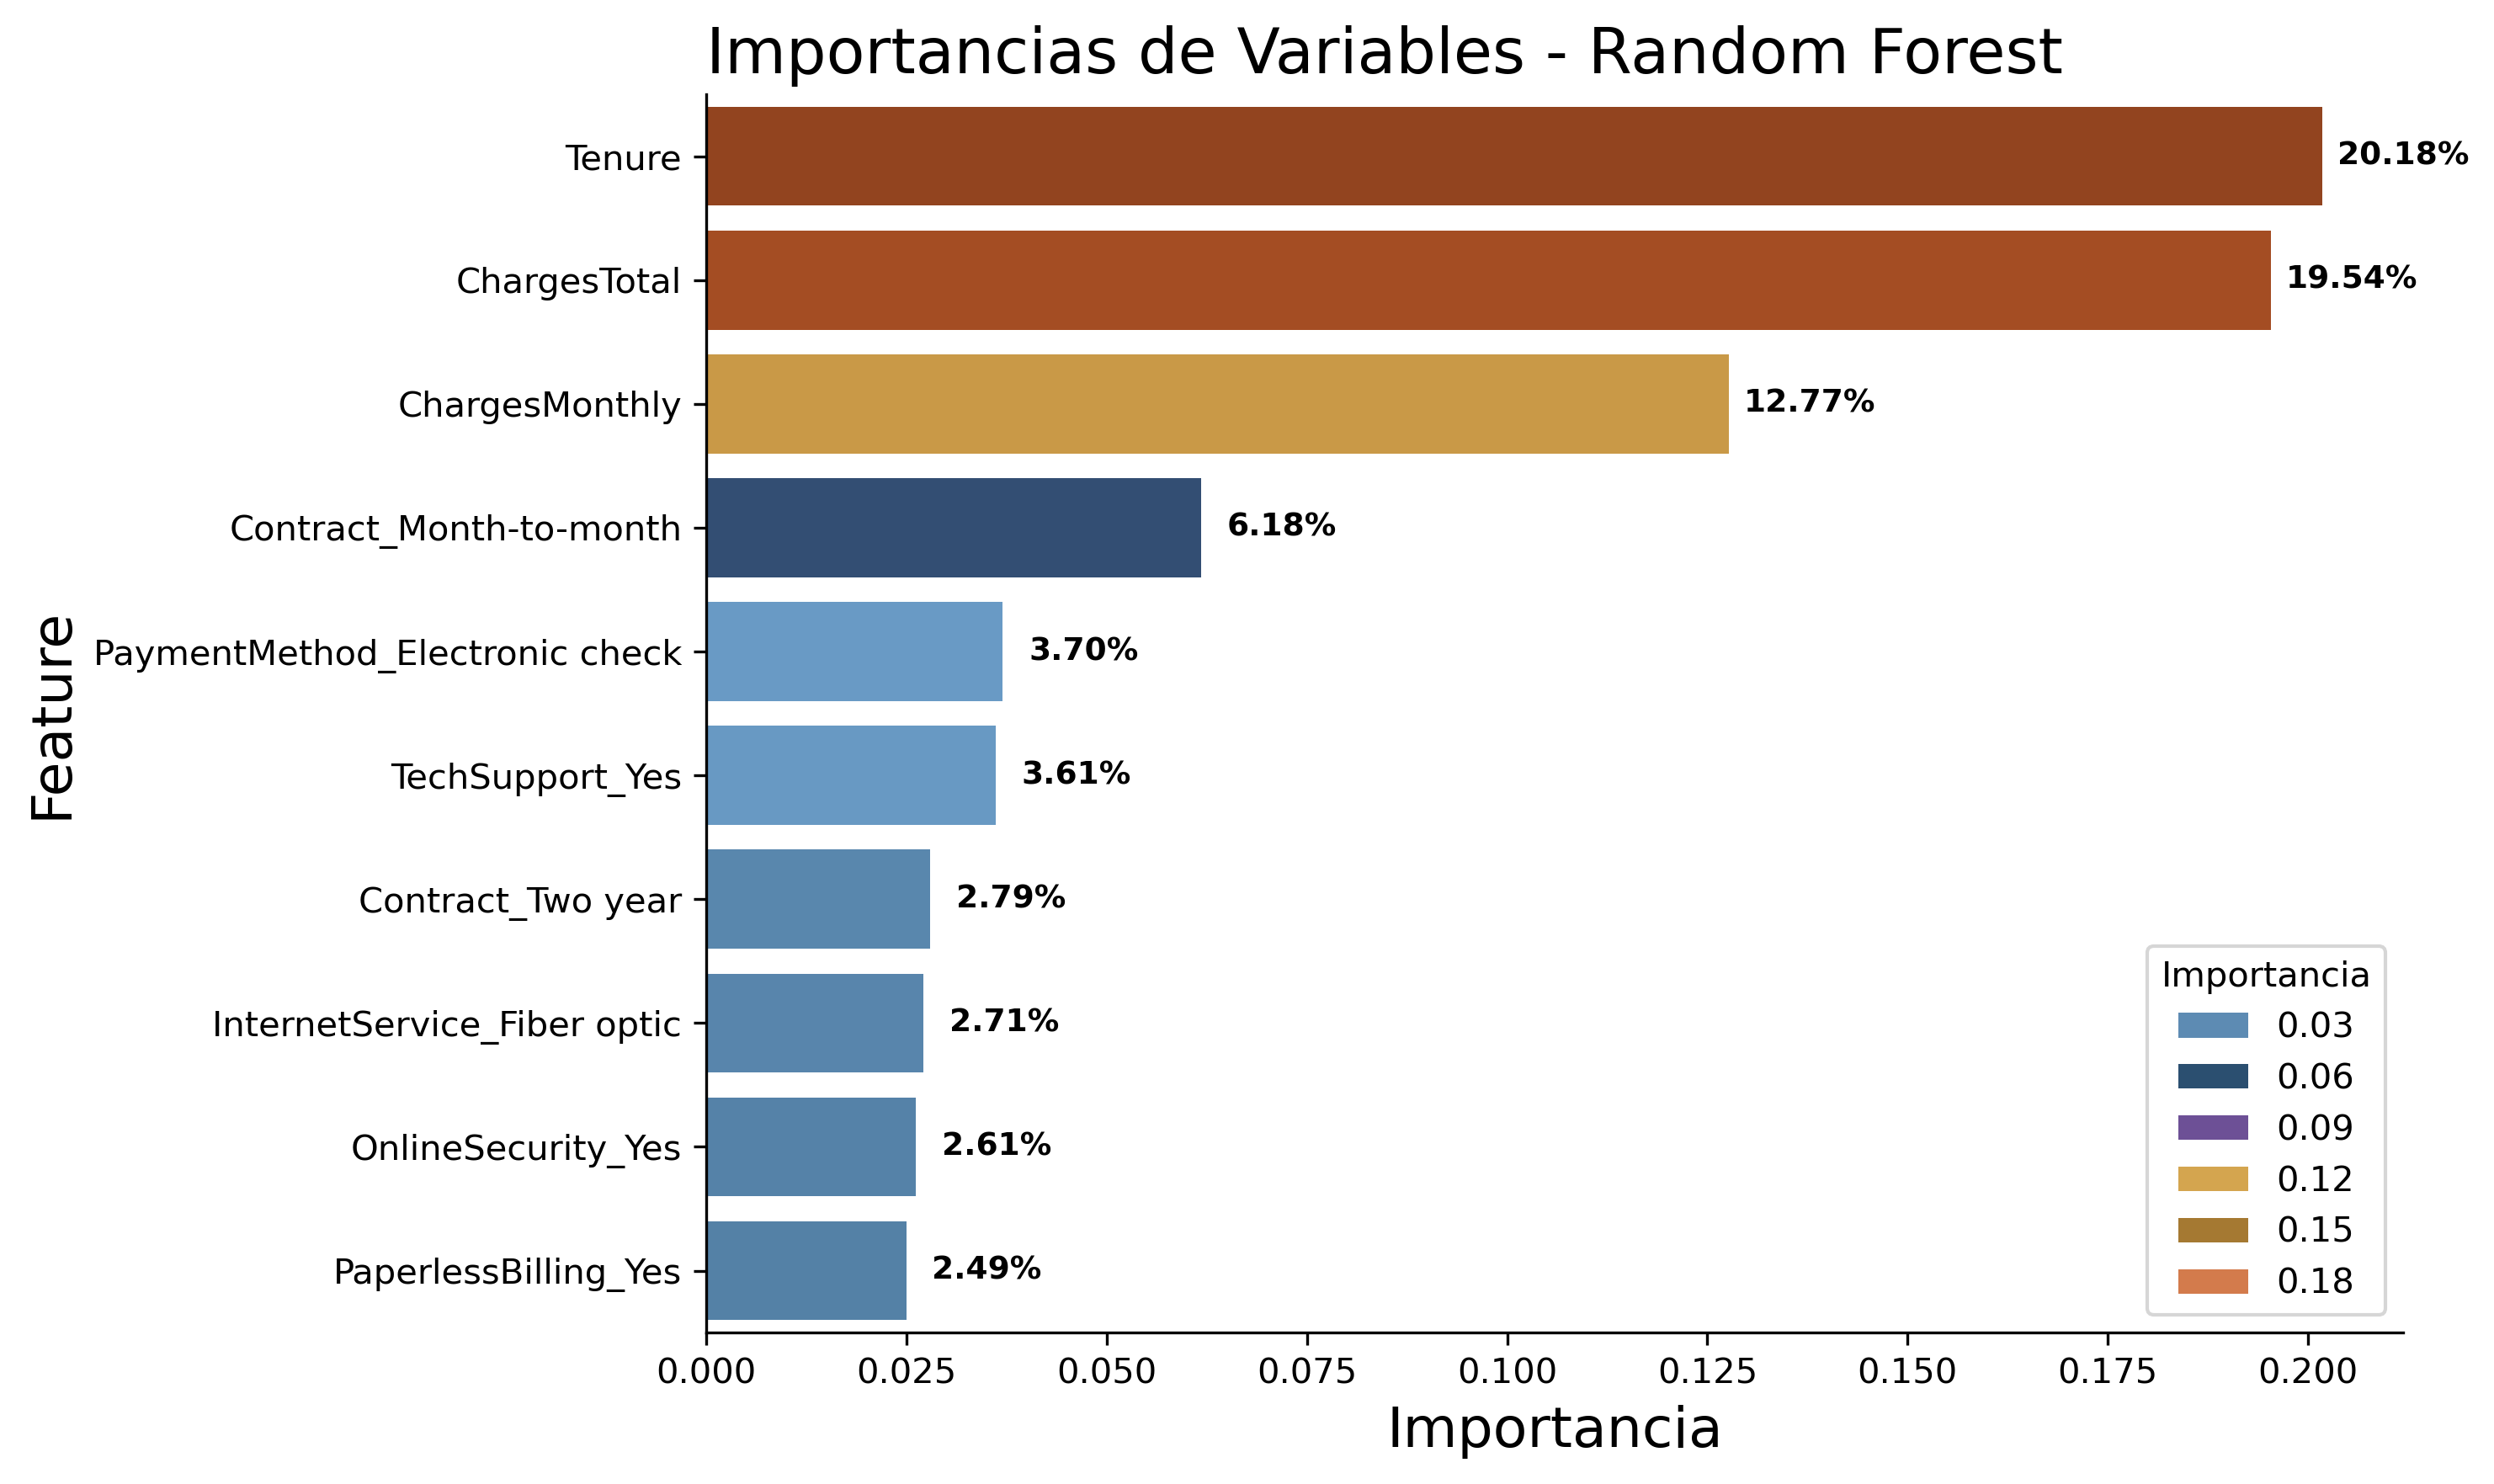 Importancias de Variables - Random Forest
Feature
Tenure 20.18%
ChargesTotal 19.54%
ChargesMonthly 12.77%
Contract_Month-to-month 6.18%
PaymentMethod_Electronic check 3.70%
TechSupport_Yes 3.61%
Contract_Two year 2.79%
InternetService_Fiber optic 2.71%
OnlineSecurity_Yes 2.61%
PaperlessBilling_Yes 2.49%
Importancia
0.03
0.06
0.09
0.12
0.15
0.18
0.000 0.025 0.050 0.075 0.100 0.125 0.150 0.175 0.200
Importancia